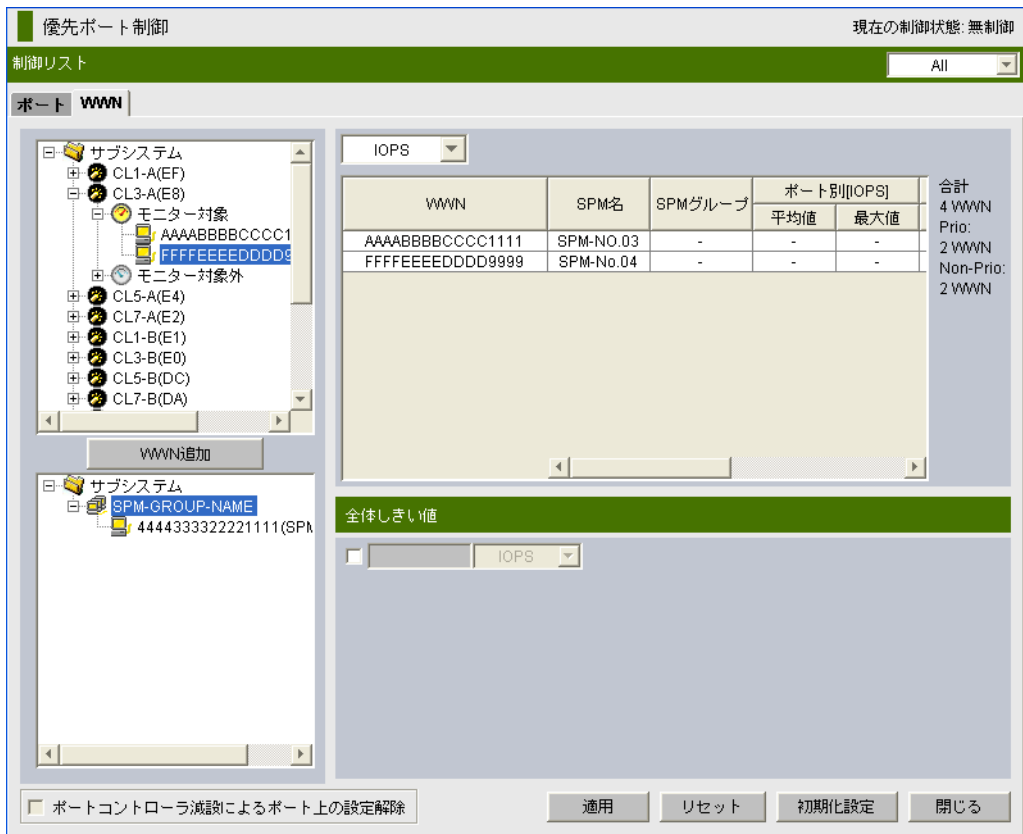 優先ポート制御
現在の制御状態: 無制御
制御リスト
All
ポート
WWN
サブシステム
CL1-A(EF)
CL3-A(E8)
モニター対象
AAAABBBBCCCC1
FFFFEEEEDDDD9
モニター対象外
CL5-A(E4)
CL7-A(E2)
CL1-B(E1)
CL3-B(E0)
CL5-B(DC)
CL7-B(DA)
WWN追加
サブシステム
SPM-GROUP-NAME
4444333322221111(SPM
IOPS
WWN SPM名 SPMグループ ポート別[IOPS]
平均値 最大値
AAAABBBBCCCC1111 SPM-NO.03 - - -
FFFFEEEEDDDD9999 SPM-No.04 - - -
合計
4 WWN
Prio:
2 WWN
Non-Prio:
2 WWN
全体しきい値
IOPS
ポートコントローラ減設によるポート上の設定解除
適用
リセット
初期化設定
閉じる